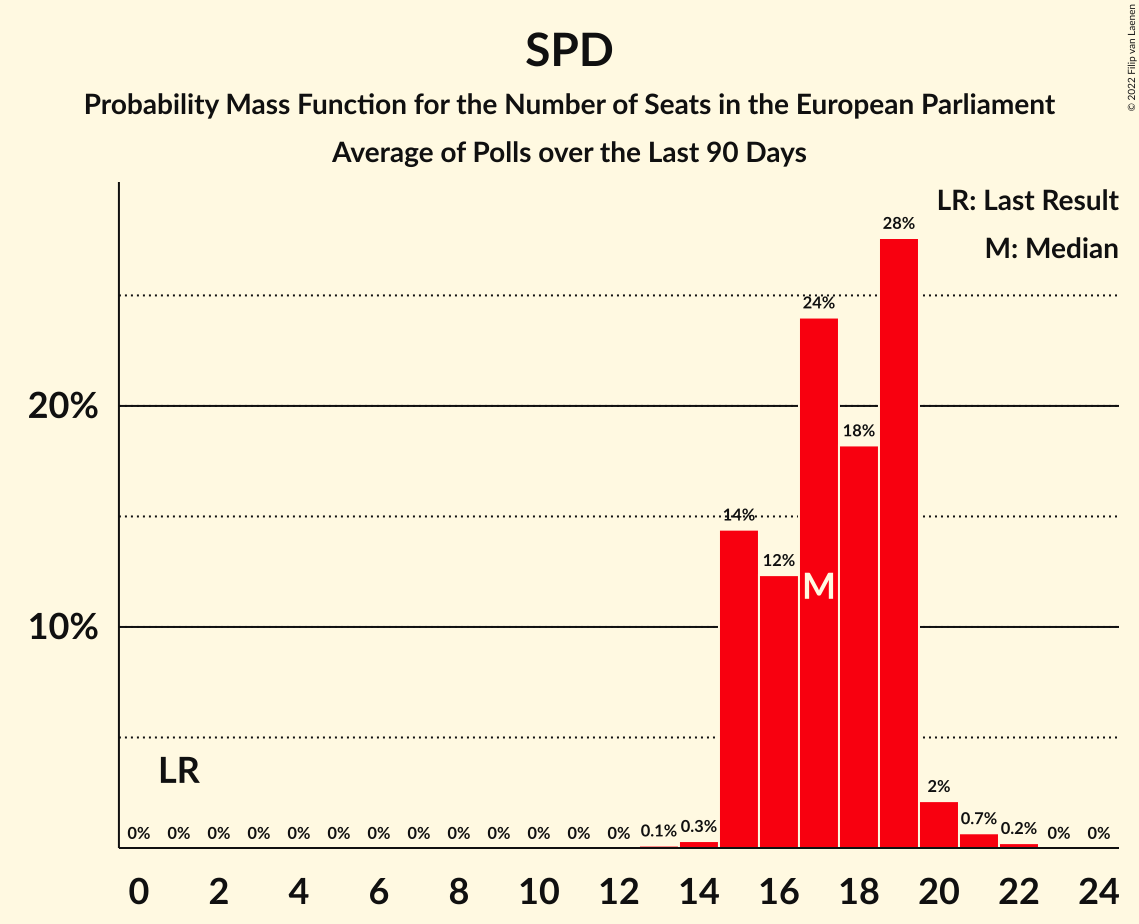 SPD
Probability Mass Function for the Number of Seats in the European Parliament
Average of Polls over the Last 90 Days
© 2022 Filip van Laenen
LR: Last Result
M: Median
20%
10%
LR
M
0% 0% 0% 0% 0% 0% 0% 0% 0% 0% 0% 0% 0% 0.1% 0.3% 14% 12% 24% 18% 28% 2% 0.7% 0.2% 0% 0%
0 2 4 6 8 10 12 14 16 18 20 22 24